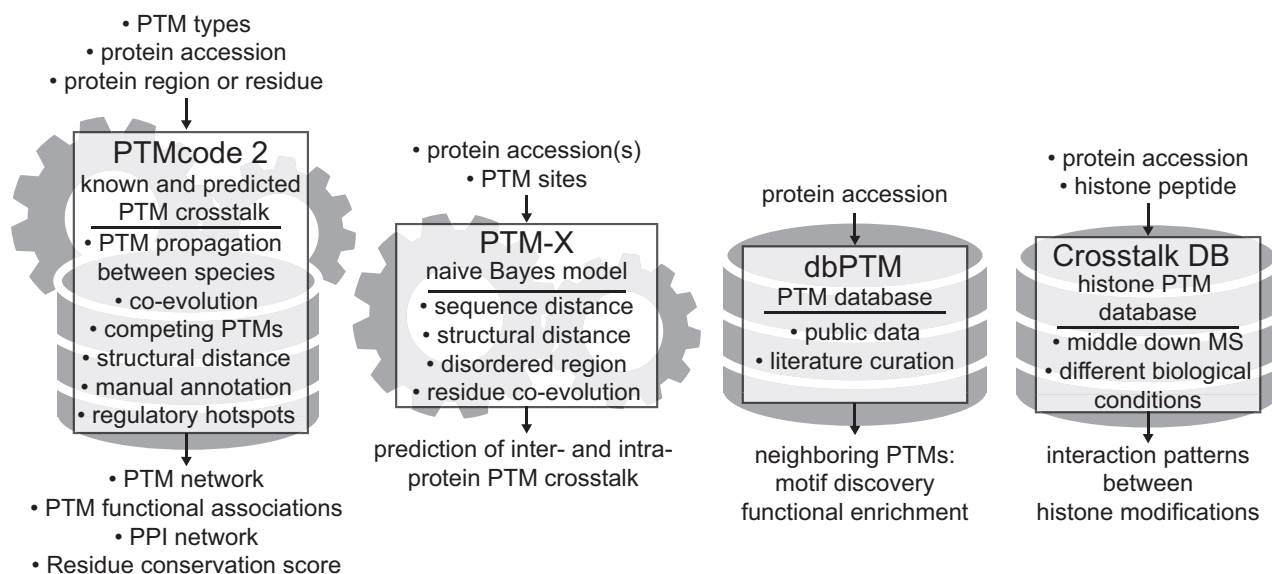 • PTM types
• protein accession
• protein region or residue
PTMcode 2
known and predicted
PTM crosstalk
• PTM propagation
between species
• co-evolution
• competing PTMs
• structural distance
• manual annotation
• regulatory hotspots
• PTM network
• PTM functional associations
• PPI network
• Residue conservation score
• protein accession(s)
• PTM sites
PTM-X
naive Bayes model
• sequence distance
• structural distance
• disordered region
• residue co-evolution
prediction of inter- and intra-
protein PTM crosstalk
protein accession
dbPTM
PTM database
• public data
• literature curation
neighboring PTMs:
motif discovery
functional enrichment
• protein accession
• histone peptide
Crosstalk DB
histone PTM
database
• middle down MS
• different biological
conditions
interaction patterns
between
histone modifications